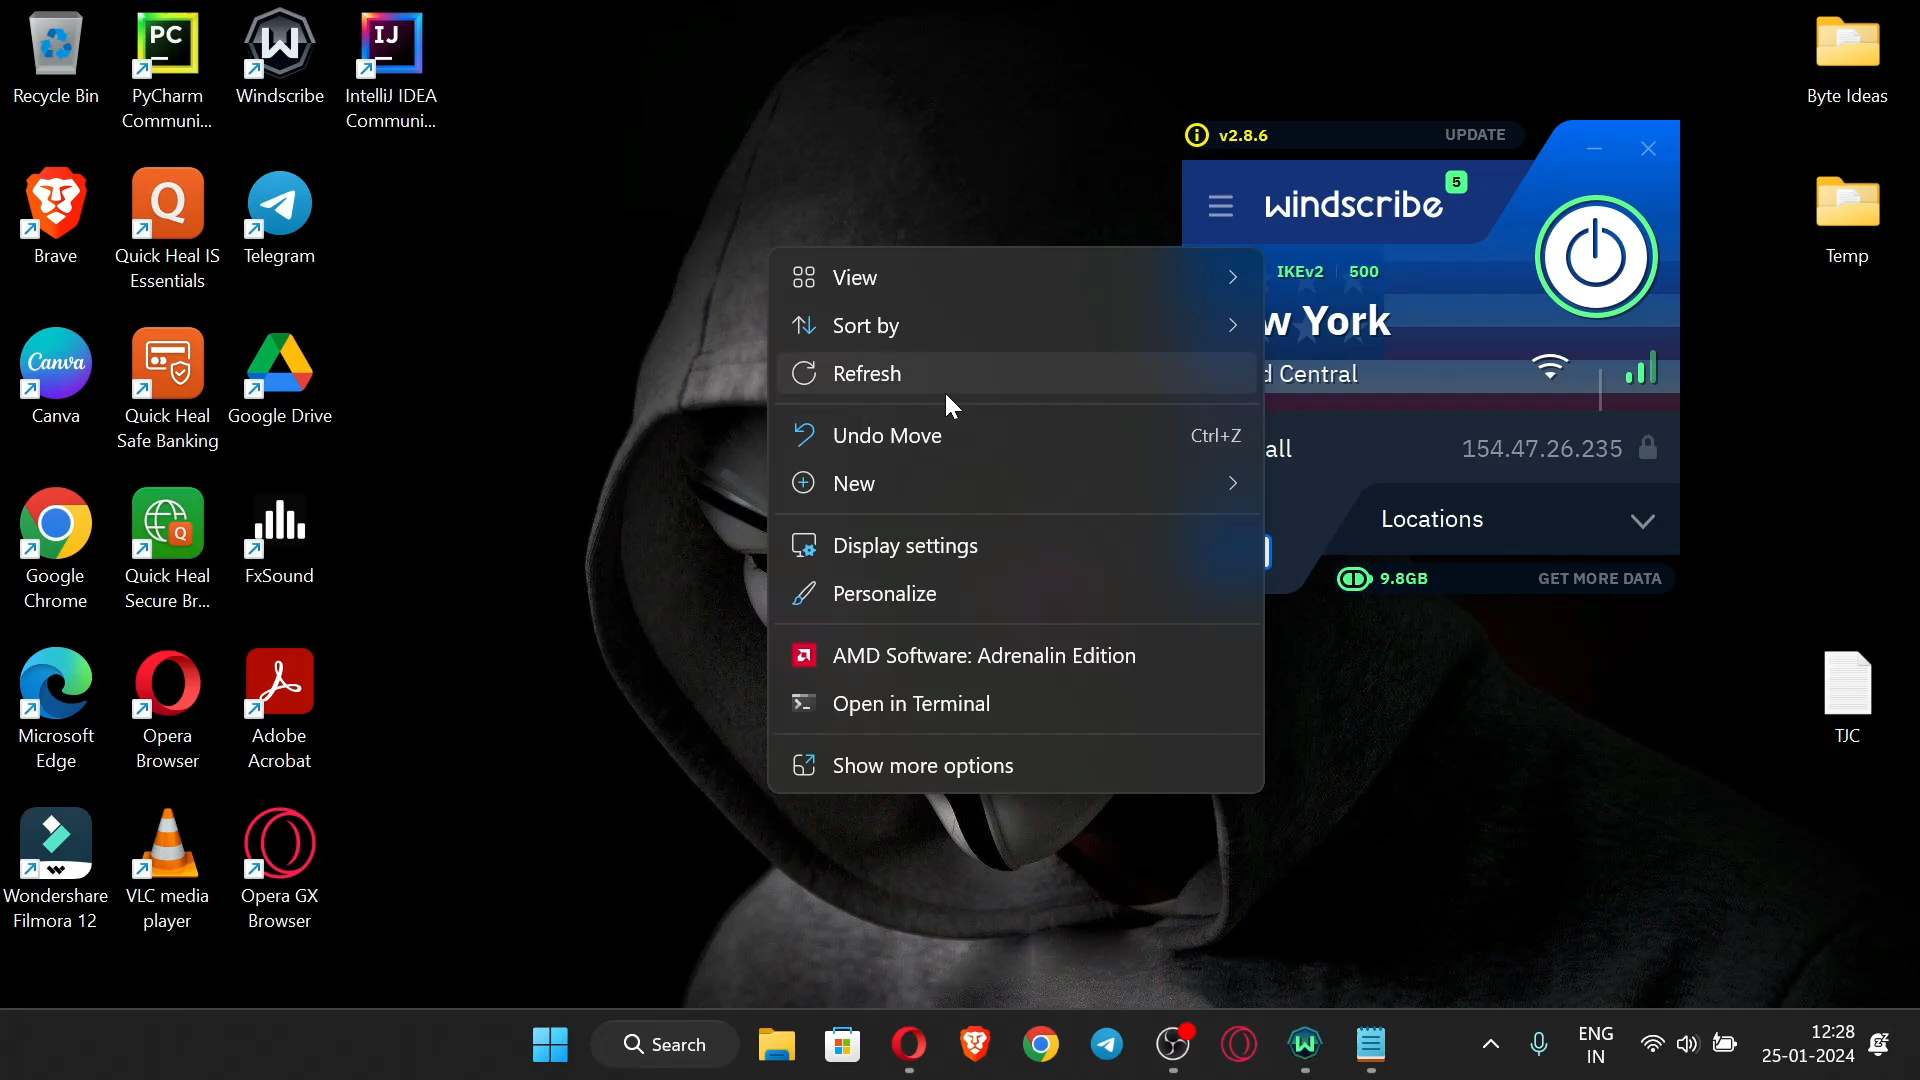 Recycle Bin
PyCharm
Communi...
Windscribe
IntelliJ IDEA
Communi...
Brave
Quick Heal IS
Essentials
Telegram
Canva
Canva
Quick Heal
Safe Banking
Google Drive
Google
Chrome
Quick Heal
Secure Br...
FxSound
Microsoft
Edge
Opera
Browser
Adobe
Acrobat
Wondershare
Filmora 12
VLC media
player
Opera GX
Browser
PC
IJ
Q
Q
View
Sort by
Refresh
Undo Move Ctrl+Z
New
Display settings
Personalize
AMD Software: Adrenalin Edition
Open in Terminal
Show more options
v2.8.6 UPDATE
windscribe 5
IKEv2 500
w York
d Central
all 154.47.26.235
Locations
9.8GB GET MORE DATA
Byte Ideas
Temp
TJC
Search
ENG
IN
12:28
25-01-2024